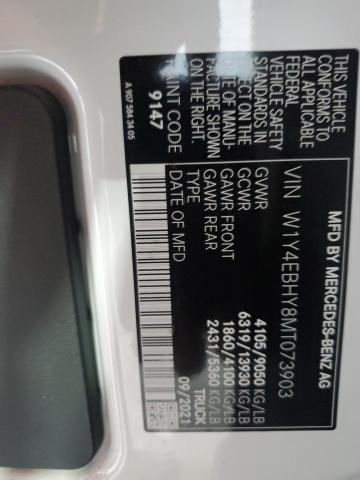 MFD BY MERCEDES-BENZ AG
VIN W1Y4EBHY8MT073903
GVWR 4105/9050 KG/LB
GCWR 6319/13930 KG/LB
GAWR FRONT 1860/4100 KG/LB
GAWR REAR 2431/5360 KG/LB
TYPE TRUCK
DATE OF MFD 09/2021
THIS VEHICLE
CONFORMS TO
ALL APPLICABLE
FEDERAL
VEHICLE SAFETY
STANDARDS IN
EFFECT ON THE
DATE OF MANU-
FACTURE SHOWN
ON THE RIGHT.
PAINT CODE
9147
A 907 584 34 05